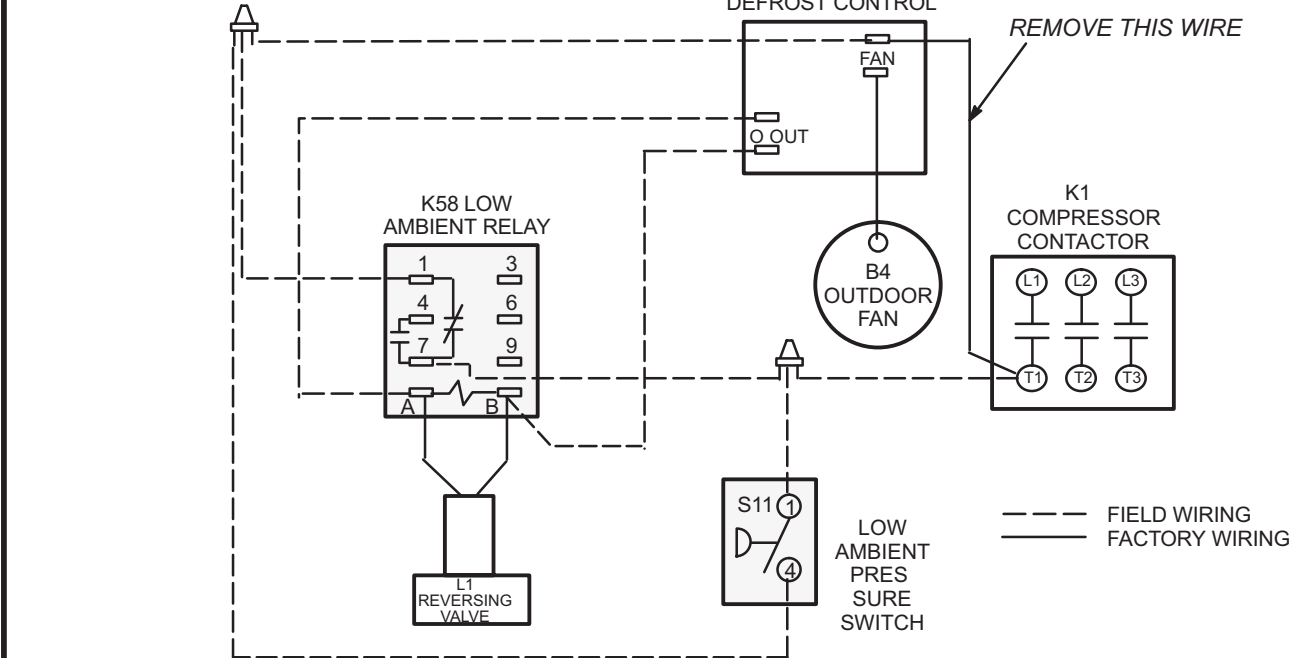 DEFROST CONTROL
REMOVE THIS WIRE
FAN
O OUT
K58 LOW
AMBIENT RELAY
1
3
4
6
7
9
A
B
B4
OUTDOOR
FAN
K1
COMPRESSOR
CONTACTOR
L1
L2
L3
T1
T2
T3
S11
1
4
LOW
AMBIENT
PRES
SURE
SWITCH
FIELD WIRING
FACTORY WIRING
L1
REVERSING
VALVE